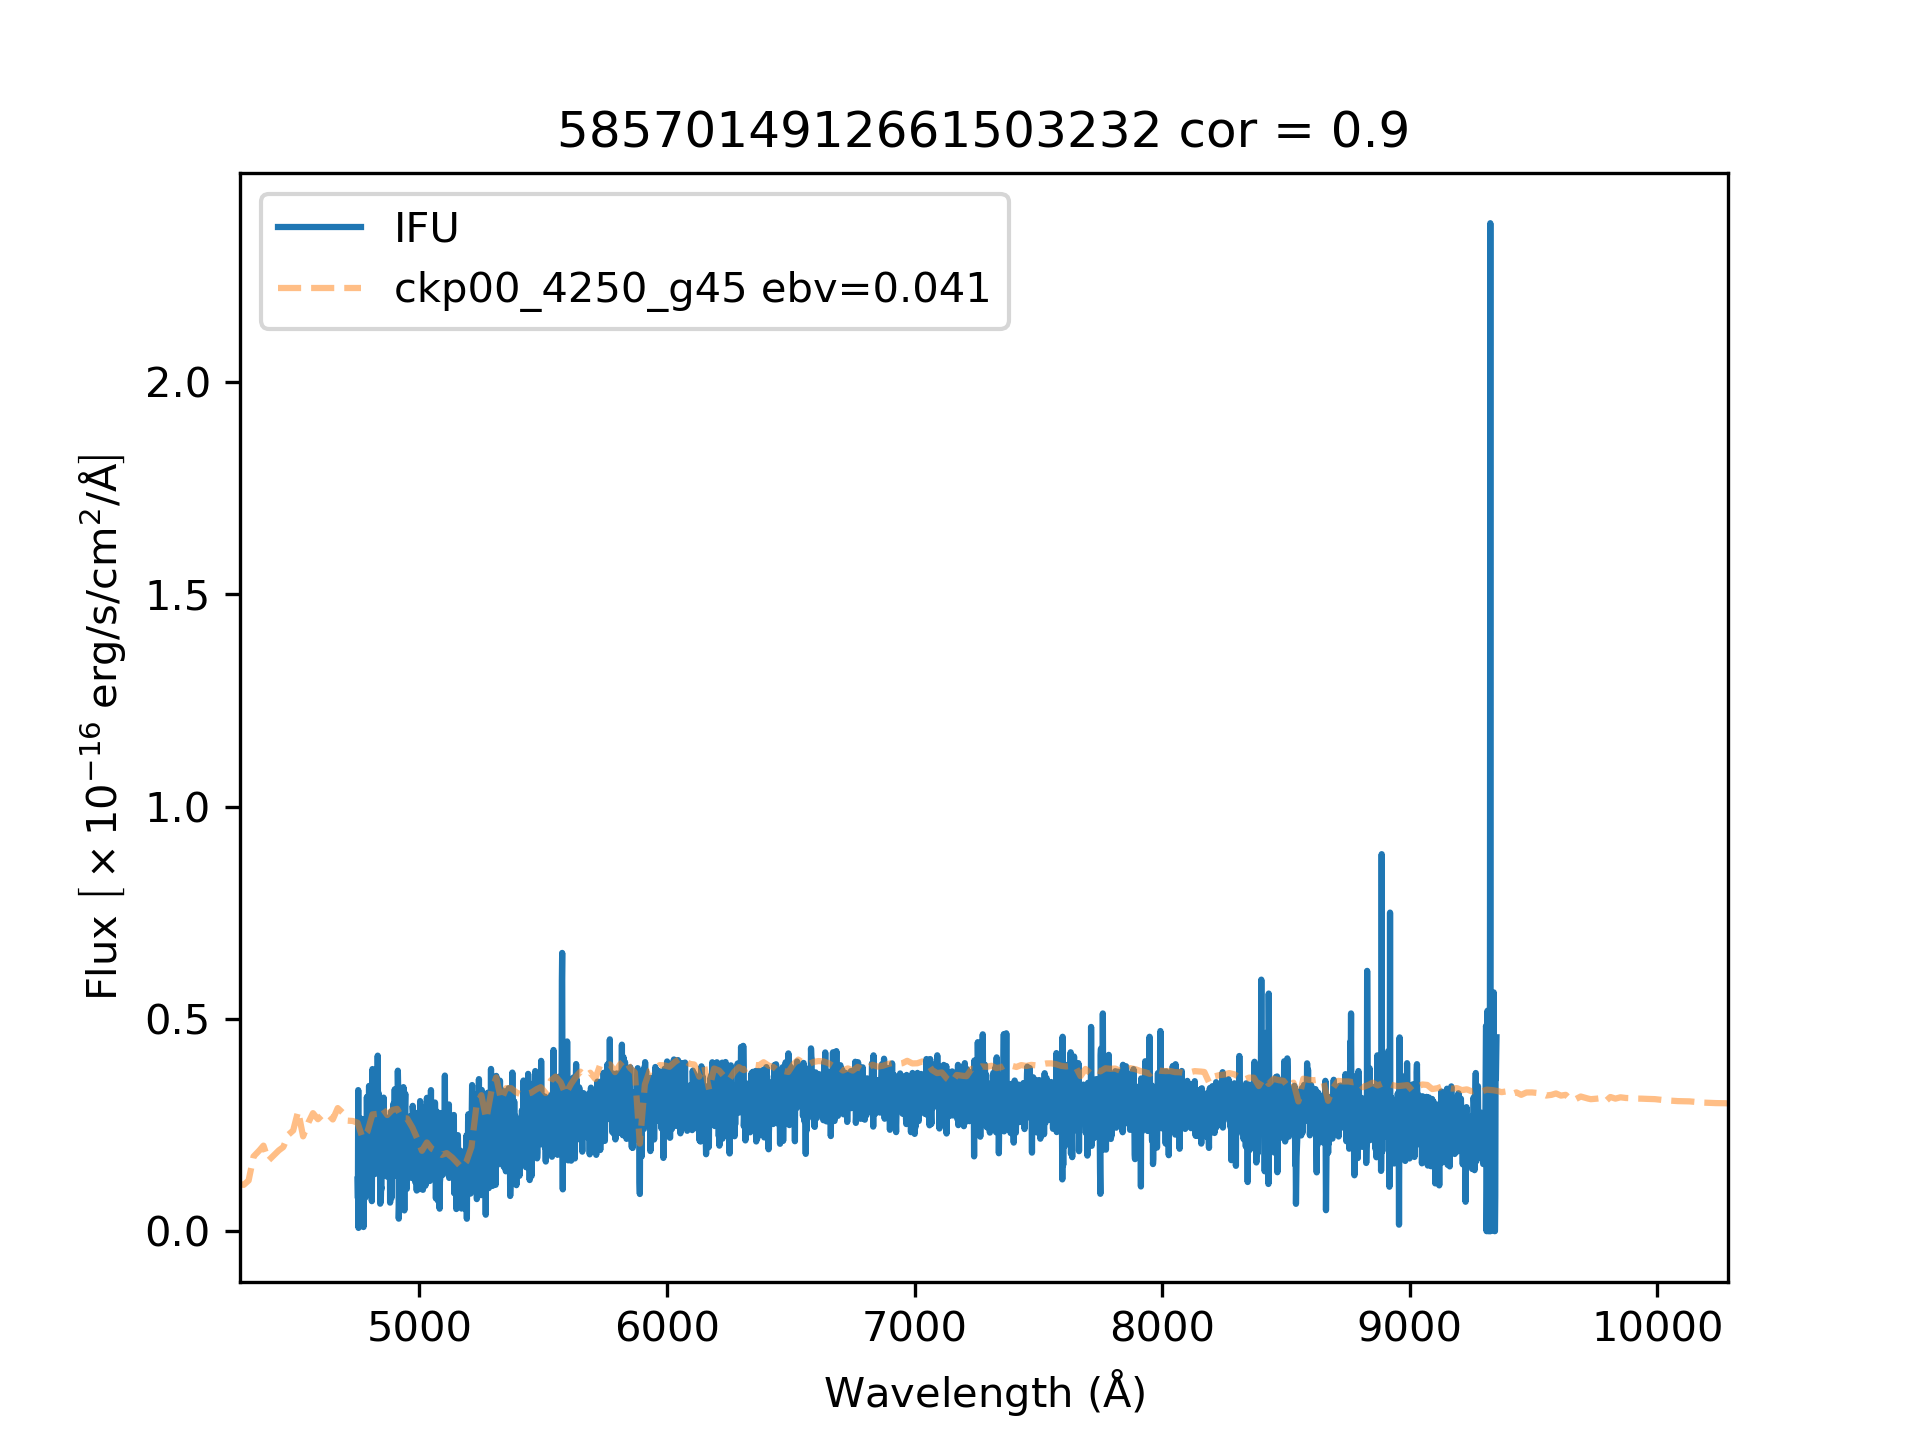 5857014912661503232 cor = 0.9
IFU
ckp00_4250_g45 ebv=0.041
Flux [× 10⁻¹⁶ erg/s/cm²/Å]
2.0
1.5
1.0
0.5
0.0
5000 6000 7000 8000 9000 10000
Wavelength (Å)